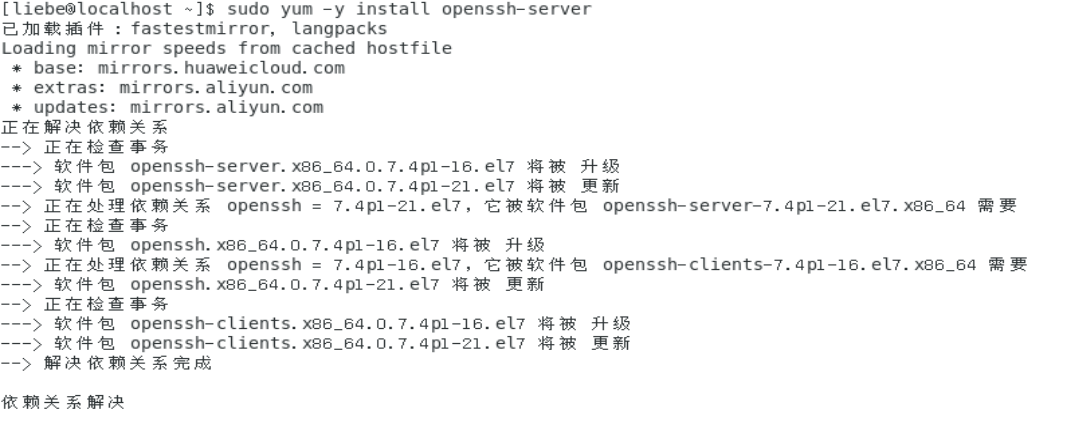 [liebe@localhost ~]$ sudo yum -y install openssh-server
已加载插件：fastestmirror, langpacks
Loading mirror speeds from cached hostfile
 * base: mirrors.huaweicloud.com
 * extras: mirrors.aliyun.com
 * updates: mirrors.aliyun.com
正在解决依赖关系
--> 正在检查事务
---> 软件包 openssh-server.x86_64.0.7.4p1-16.el7 将被 升级
---> 软件包 openssh-server.x86_64.0.7.4p1-21.el7 将被 更新
--> 正在处理依赖关系 openssh = 7.4p1-21.el7，它被软件包 openssh-server-7.4p1-21.el7.x86_64 需要
--> 正在检查事务
---> 软件包 openssh.x86_64.0.7.4p1-16.el7 将被 升级
--> 正在处理依赖关系 openssh = 7.4p1-16.el7，它被软件包 openssh-clients-7.4p1-16.el7.x86_64 需要
---> 软件包 openssh.x86_64.0.7.4p1-21.el7 将被 更新
--> 正在检查事务
---> 软件包 openssh-clients.x86_64.0.7.4p1-16.el7 将被 升级
---> 软件包 openssh-clients.x86_64.0.7.4p1-21.el7 将被 更新
--> 解决依赖关系完成

依赖关系解决